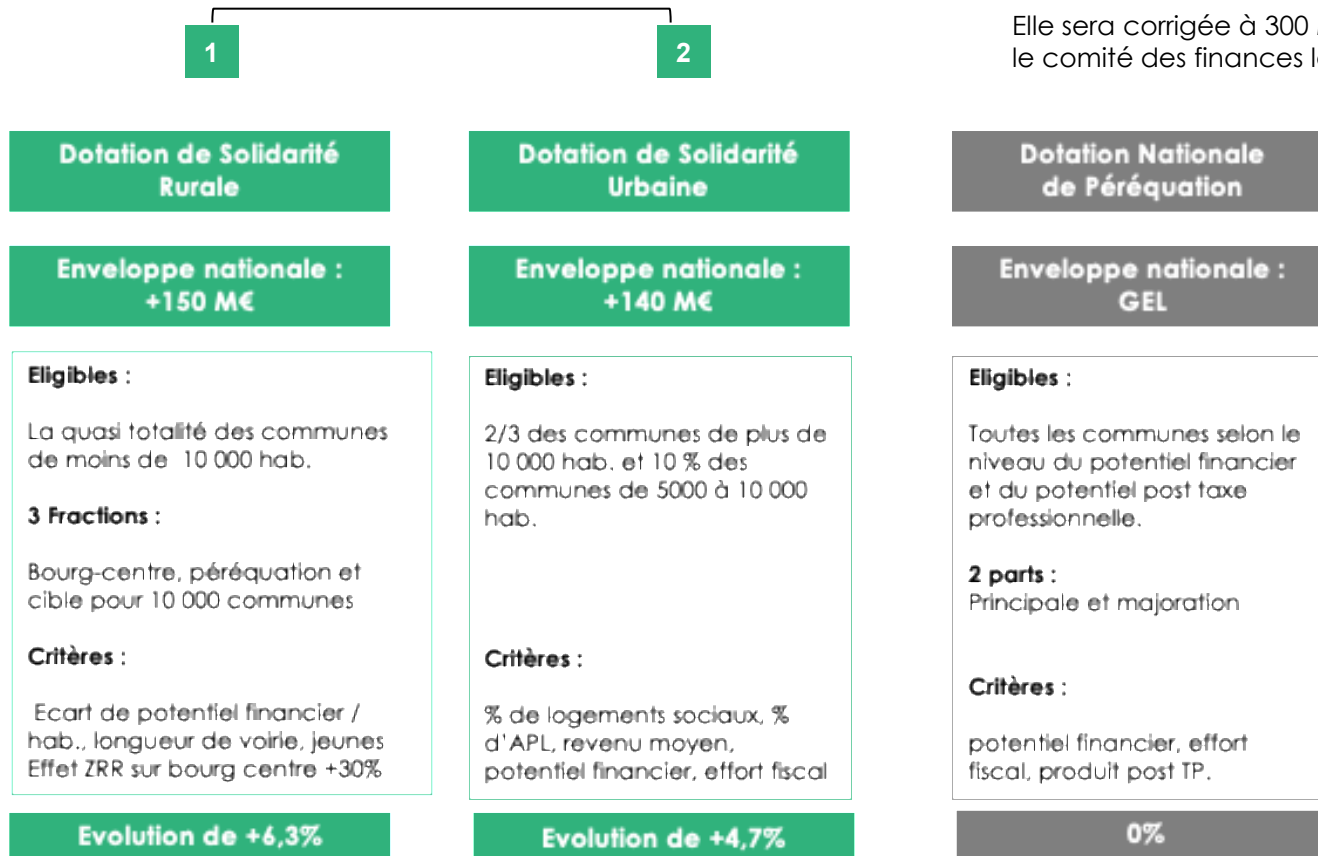 1
2
Elle sera corrigée à 300
le comité des finances
Dotation de Solidarité
Rurale
Enveloppe nationale :
+150 M€
Eligibles :
La quasi totalité des communes
de moins de 10 000 hab.
3 Fractions :
Bourg-centre, péréquation et
cible pour 10 000 communes
Critères :
Ecart de potentiel financier /
hab., longueur de voirie, jeunes
Effet ZRR sur bourg centre +30%
Evolution de +6,3%
Dotation de Solidarité
Urbaine
Enveloppe nationale :
+140 M€
Eligibles :
2/3 des communes de plus de
10 000 hab. et 10 % des
communes de 5000 à 10 000
hab.
Critères :
% de logements sociaux, %
d'APL, revenu moyen,
potentiel financier, effort fiscal
Evolution de +4,7%
Dotation Nationale
de Péréquation
Enveloppe nationale :
GEL
Eligibles :
Toutes les communes selon le
niveau du potentiel financier
et du potentiel post taxe
professionnelle.
2 parts :
Principale et majoration
Critères :
potentiel financier, effort
fiscal, produit post TP.
0%